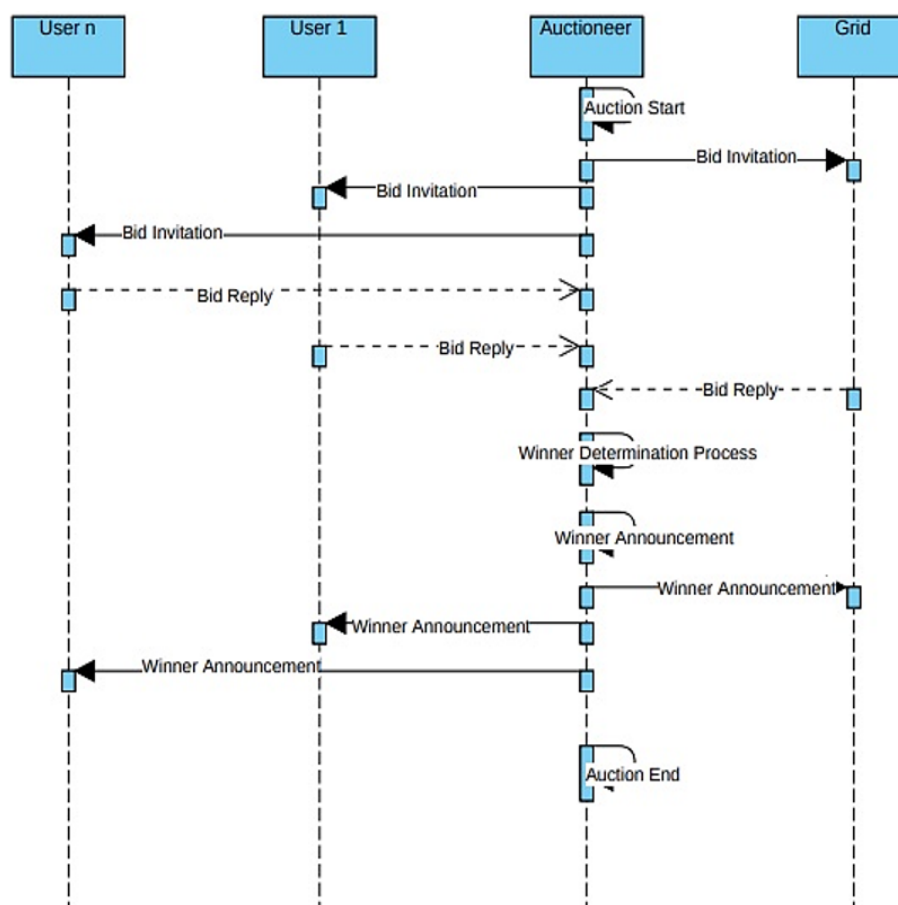 User n
User 1
Auctioneer
Grid
Auction Start
Bid Invitation
Bid Invitation
Bid Invitation
Bid Reply
Bid Reply
Bid Reply
Winner Determination Process
Winner Announcement
Winner Announcement
Winner Announcement
Winner Announcement
Auction End